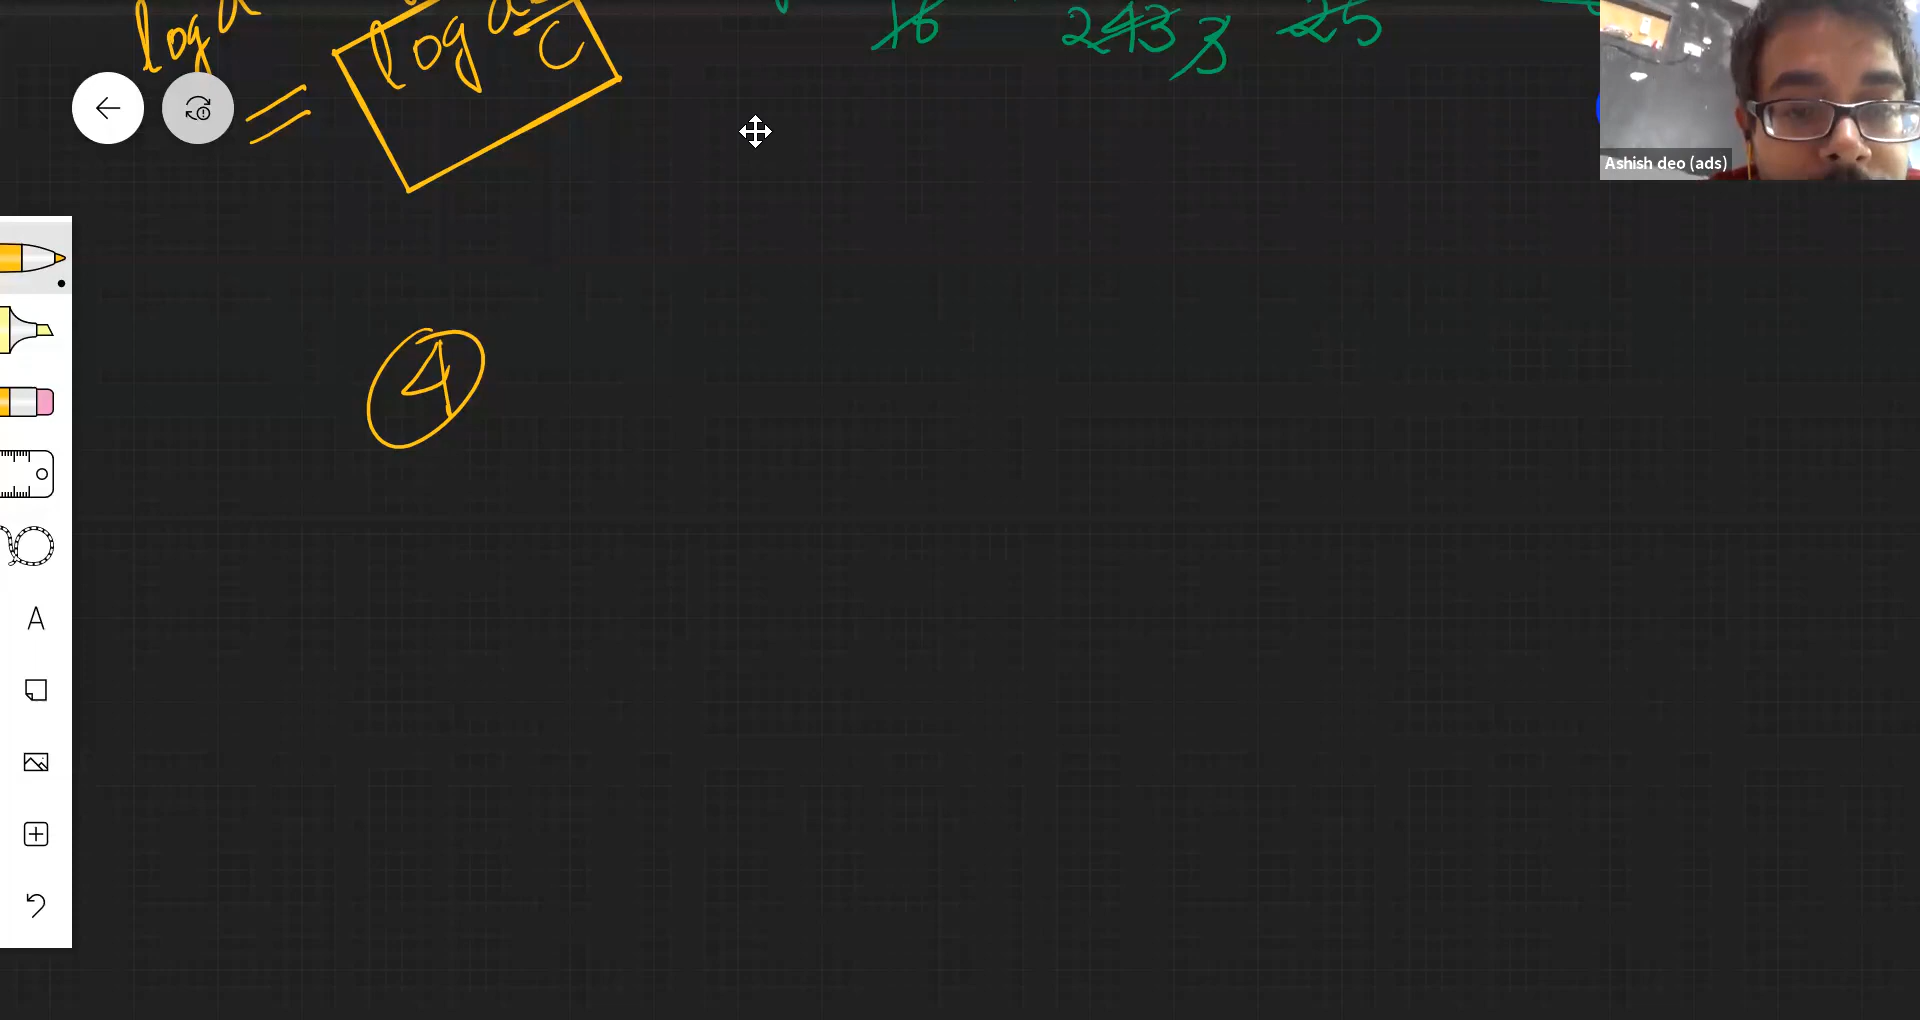 log a
= log a b/c
16 243 3 25
Ashish deo (ads)
4
A